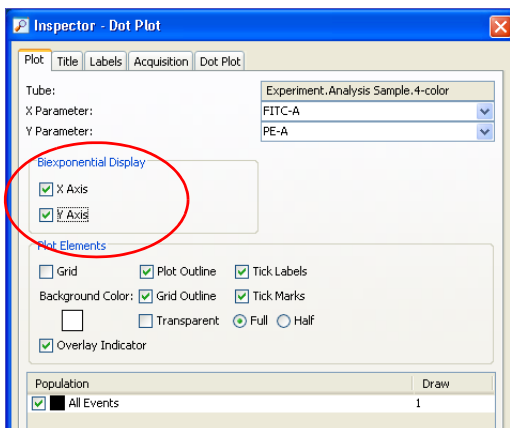 Inspector - Dot Plot
Plot Title Labels Acquisition Dot Plot
Tube: Experiment.Analysis Sample.4-color
X Parameter: FITC-A
Y Parameter: PE-A
Biexponential Display
X Axis
Y Axis
Plot Elements
Grid Plot Outline Tick Labels
Background Color: Grid Outline Tick Marks
Transparent Full Half
Overlay Indicator
Population Draw
All Events 1